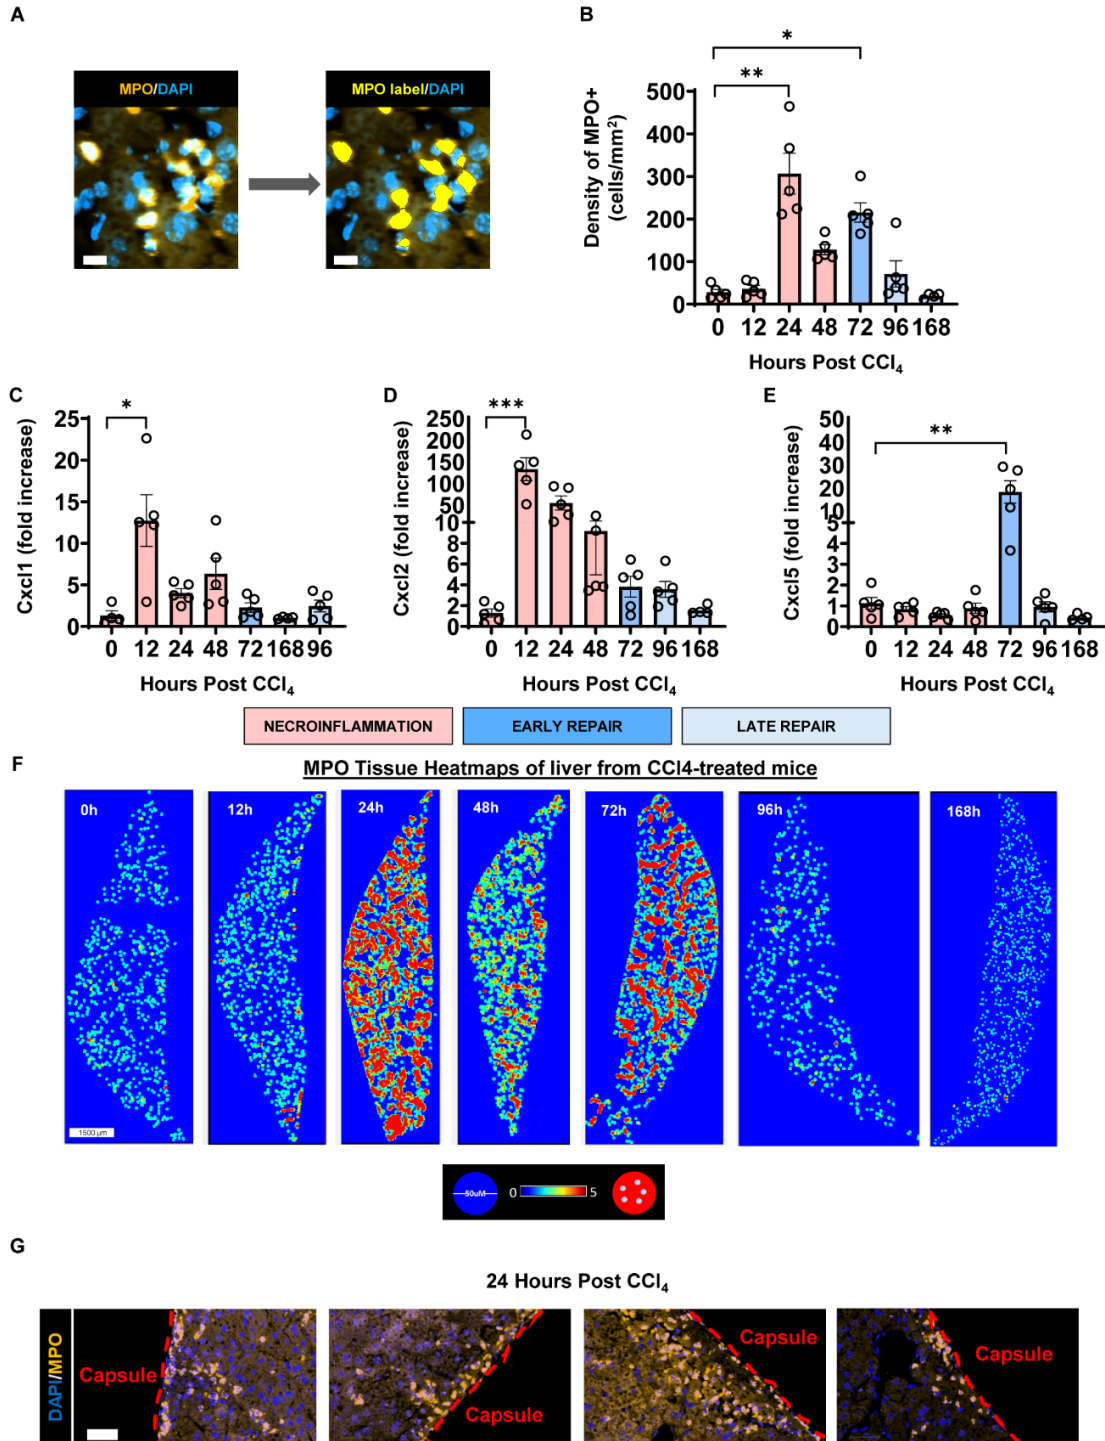 A
MPO/DAPI
MPO label/DAPI
B
*
**
Density of MPO+
(cells/mm²)
500
400
300
200
100
0
0 12 24 48 72 96 168
Hours Post CCl₄
C
*
Cxcl1 (fold increase)
25
20
15
10
5
0
0 12 24 48 72 168 96
Hours Post CCl₄
D
***
Cxcl2 (fold increase)
250
200
150
100
50
10
8
6
4
2
0
0 12 24 48 72 96 168
Hours Post CCl₄
E
**
Cxcl5 (fold increase)
50
40
30
20
10
5
4
3
2
1
0
0 12 24 48 72 96 168
Hours Post CCl₄
NECROINFLAMMATION
EARLY REPAIR
LATE REPAIR
F
MPO Tissue Heatmaps of liver from CCl4-treated mice
0h
12h
24h
48h
72h
96h
168h
1500 µm
50uM
0
5
G
24 Hours Post CCl₄
DAPI/MPO
Capsule
Capsule
Capsule
Capsule